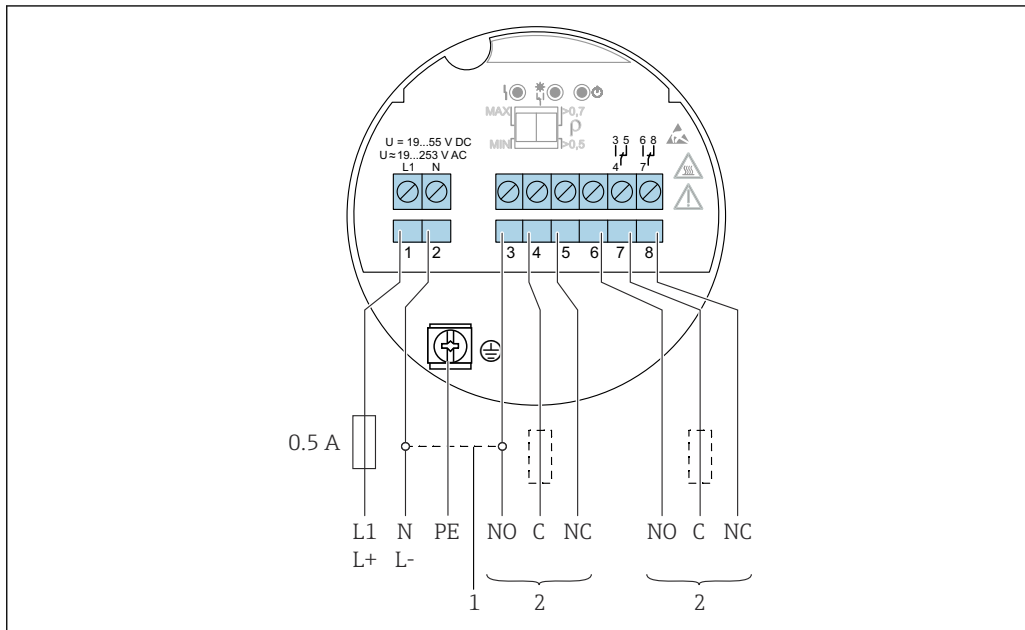 MAX >0,7
ρ
MIN >0,5
U = 19...55 V DC
U ≈ 19...253 V AC
L1 N
3 5
4
6 8
7
1 2 3 4 5 6 7 8
0.5 A
L1 N PE NO C NC NO C NC
L+ L-
1 2 2